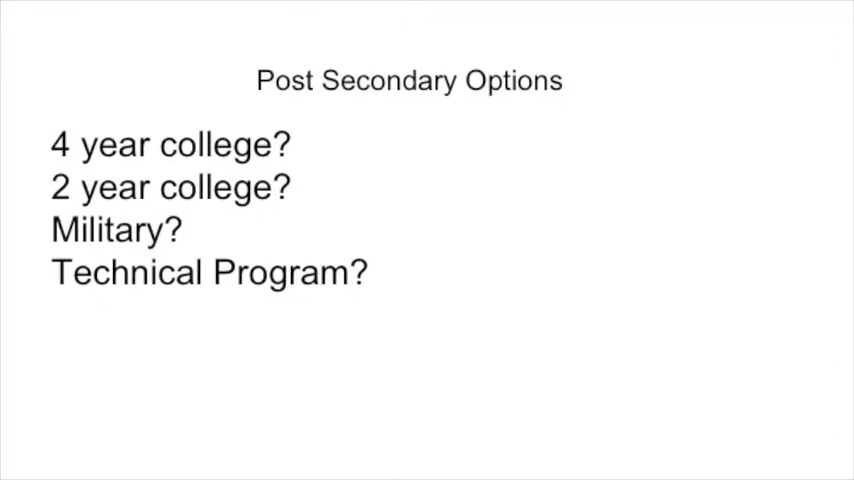 Post Secondary Options
4 year college?
2 year college?
Military?
Technical Program?